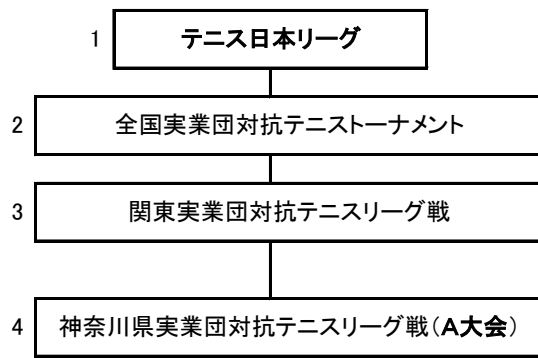 1 テニス日本リーグ
2 全国実業団対抗テニストーナメント
3 関東実業団対抗テニスリーグ戦
4 神奈川県実業団対抗テニスリーグ戦（A大会）